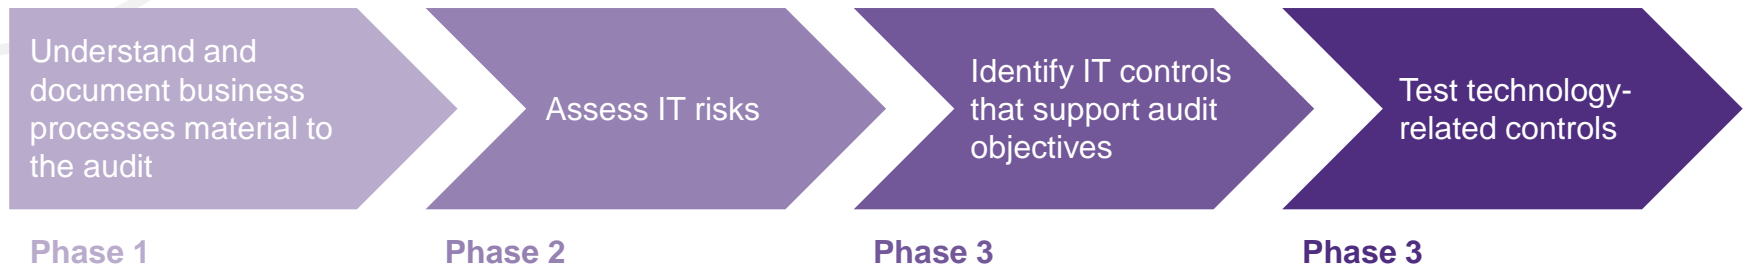 Understand and
document business
processes material to
the audit
Assess IT risks
Identify IT controls
that support audit
objectives
Test technology-
related controls
Phase 1
Phase 2
Phase 3
Phase 3